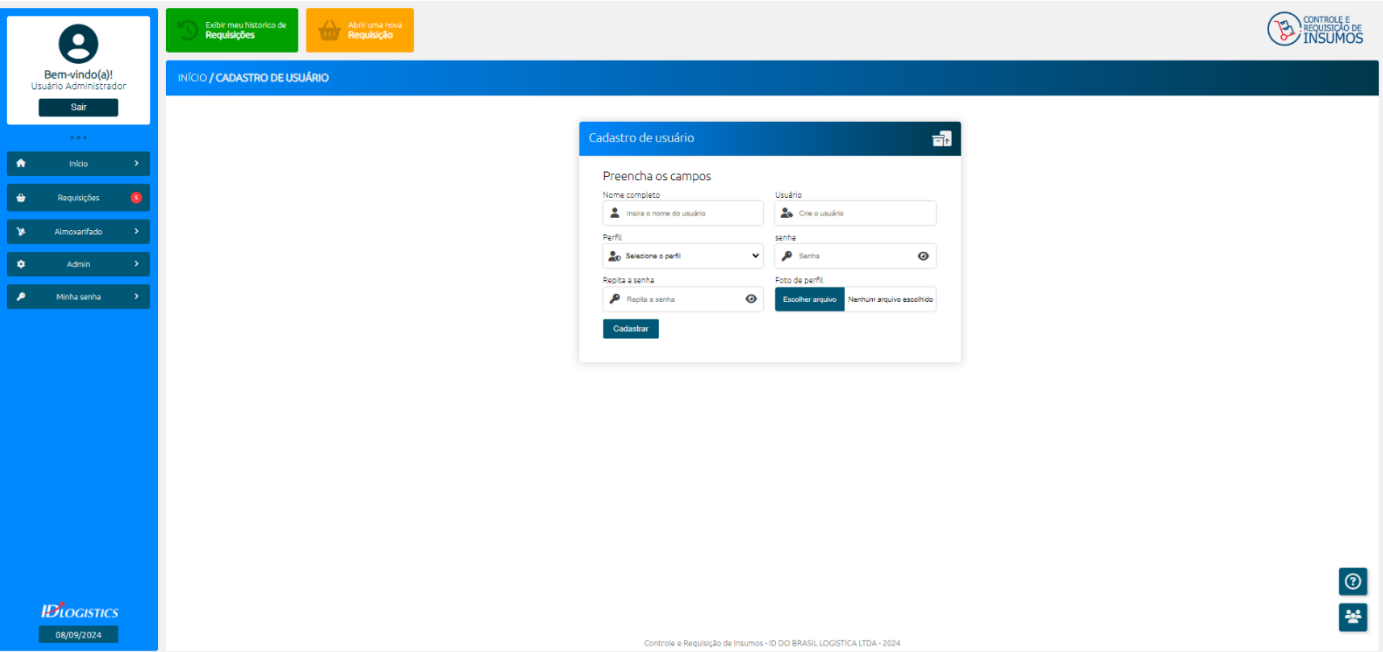 Bem-vindo(a)!
Usuário Administrador
Sair
Início
Requisições
5
Almoxarifado
Admin
Minha senha
IDLOGISTICS
08/09/2024
Exibir meu historico de
Requisições
Abrir uma nova
Requisição
CONTROLE E
REQUISIÇÃO DE
INSUMOS
INÍCIO / CADASTRO DE USUÁRIO
Cadastro de usuário
Preencha os campos
Nome completo
Insira o nome do usuário
Usuário
Crie o usuário
Perfil
Selecione o perfil
senha
Senha
Repita a senha
Repita a senha
Foto de perfil
Escolher arquivo Nenhum arquivo escolhido
Cadastrar
Controle e Requisição de Insumos - ID DO BRASIL LOGISTICA LTDA - 2024